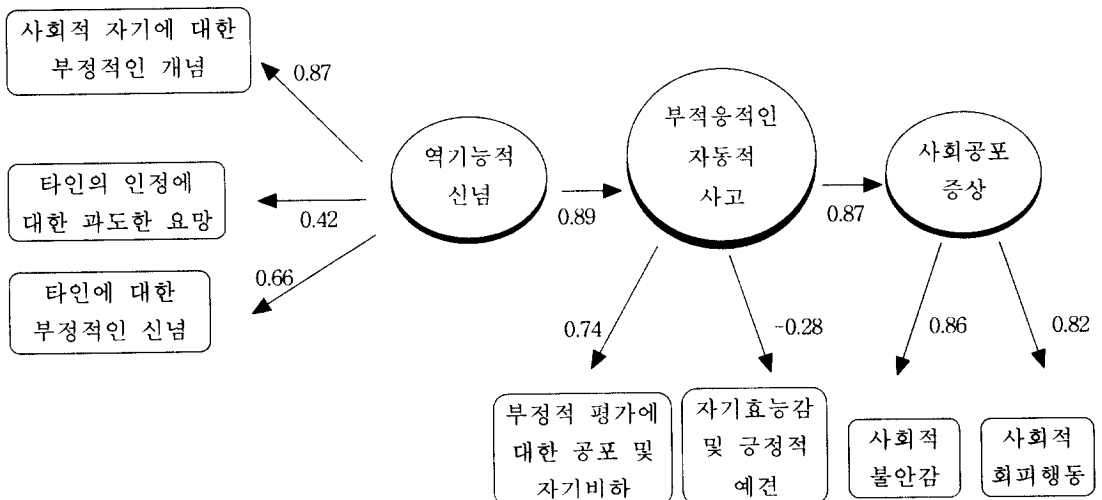 사회적 자기에 대한
부정적인 개념
0.87
타인의 인정에
대한 과도한 요망
0.42
타인에 대한
부정적인 신념
0.66
역기능적
신념
0.89
부적응적인
자동적
사고
0.87
사회공포
증상
0.74
-0.28
0.86
0.82
부정적 평가에
대한 공포 및
자기비하
자기효능감
및 긍정적
예견
사회적
불안감
사회적
회피행동